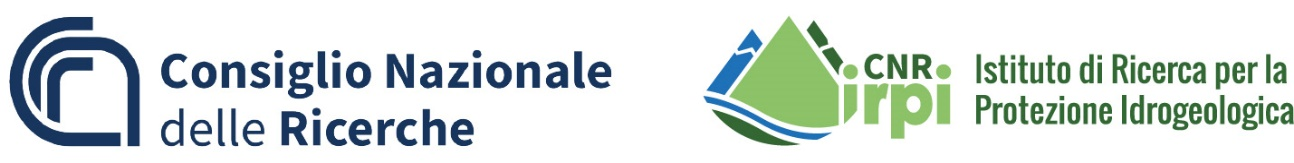 Consiglio Nazionale
delle Ricerche
CNR
irpi
Istituto di Ricerca per la
Protezione Idrogeologica